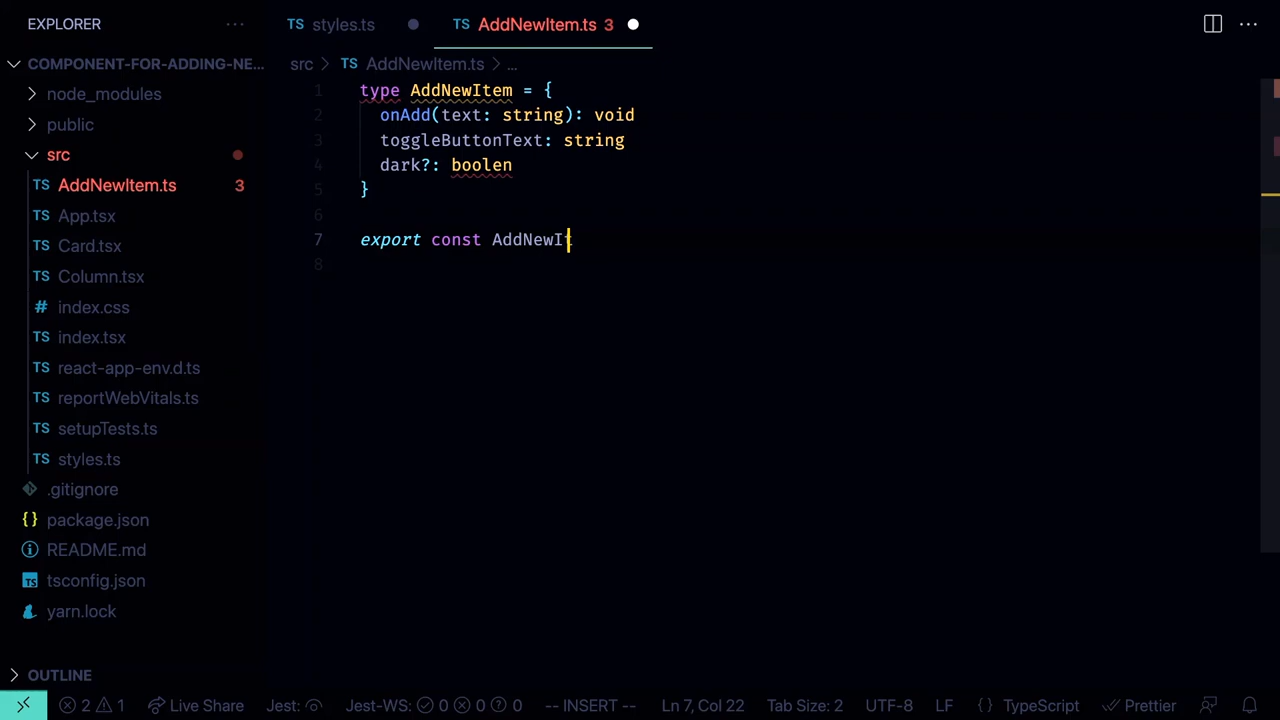 EXPLORER
TS styles.ts
TS AddNewItem.ts 3
COMPONENT-FOR-ADDING-NE...
src > TS AddNewItem.ts > ...
node_modules
public
src
TS AddNewItem.ts 3
TS App.tsx
TS Card.tsx
TS Column.tsx
# index.css
TS index.tsx
TS react-app-env.d.ts
TS reportWebVitals.ts
TS setupTests.ts
TS styles.ts
.gitignore
{} package.json
README.md
TS tsconfig.json
yarn.lock
OUTLINE
1 type AddNewItem = {
2 onAdd(text: string): void
3 toggleButtonText: string
4 dark?: boolen
5 }
6
7 export const AddNewIt
8
2 1 Live Share Jest: Jest-WS: 0 0 0 -- INSERT -- Ln 7, Col 22 Tab Size: 2 UTF-8 LF {} TypeScript Prettier